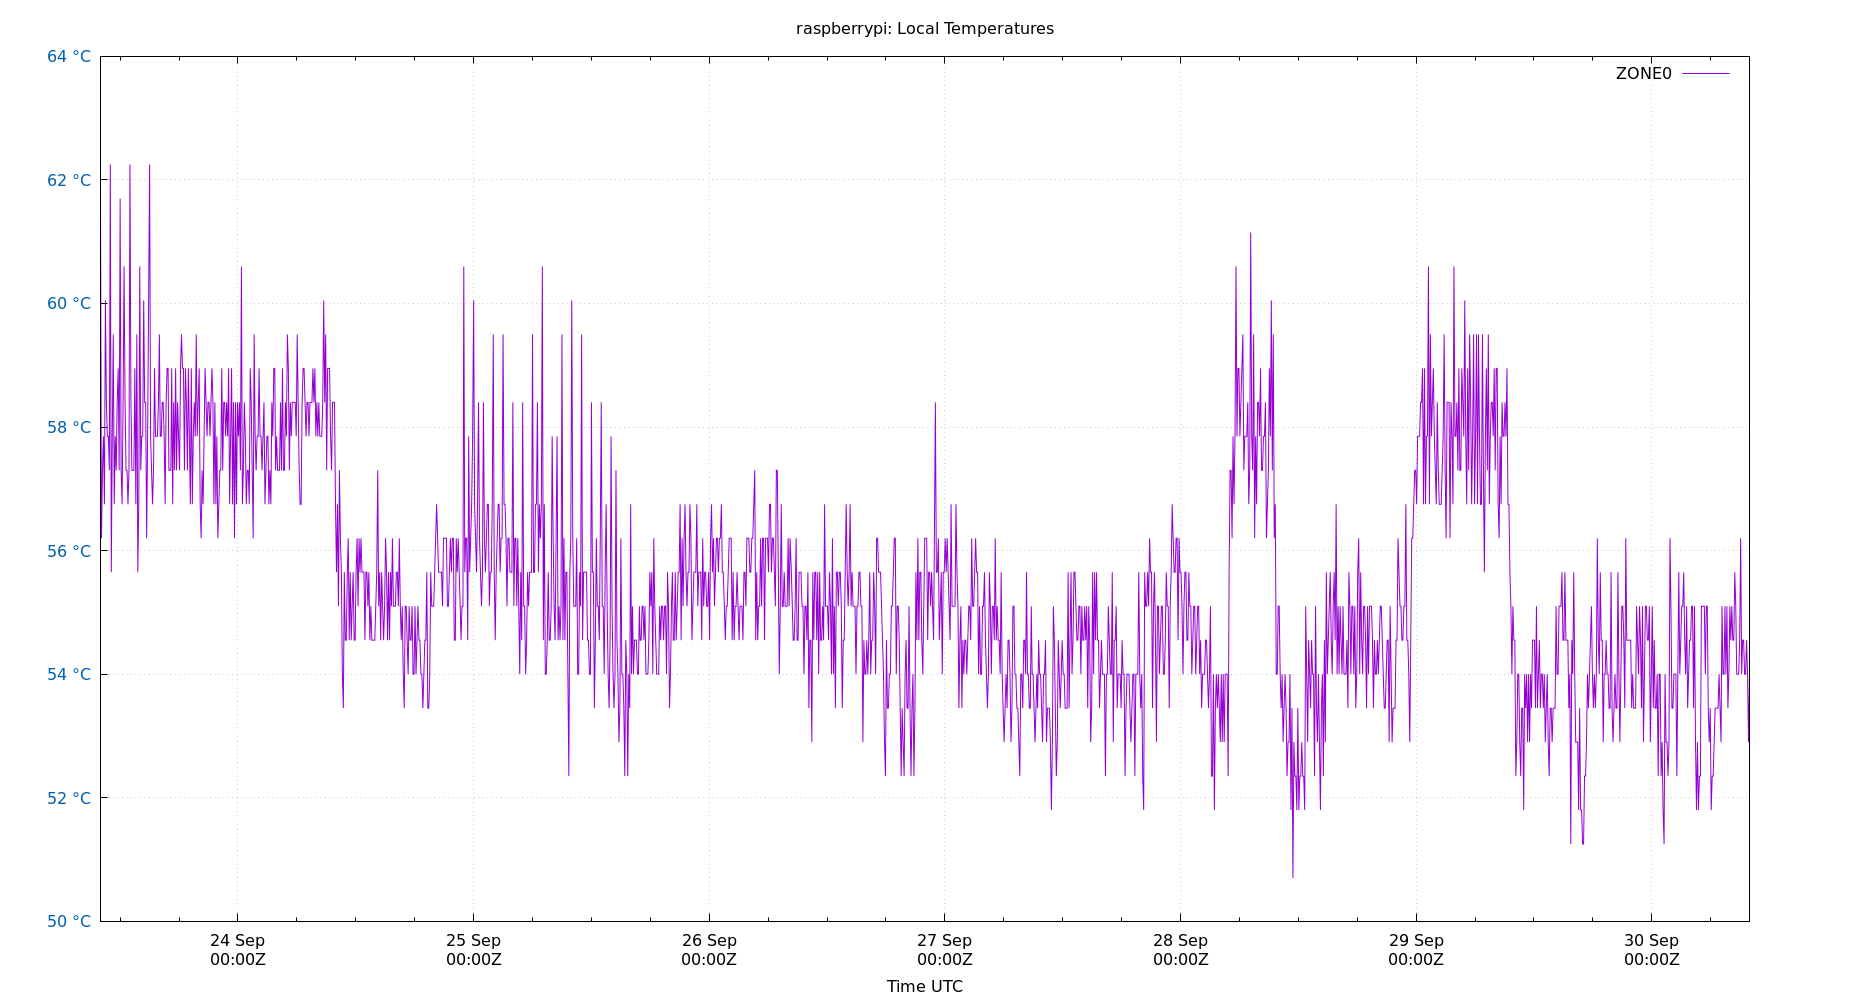 raspberrypi: Local Temperatures
64 °C
ZONE0
62 °C
60 °C
58 °C
56 °C
54 °C
52 °C
50 °C
24 Sep 25 Sep 26 Sep 27 Sep 28 Sep 29 Sep 30 Sep
00:00Z 00:00Z 00:00Z 00:00Z 00:00Z 00:00Z 00:00Z
Time UTC